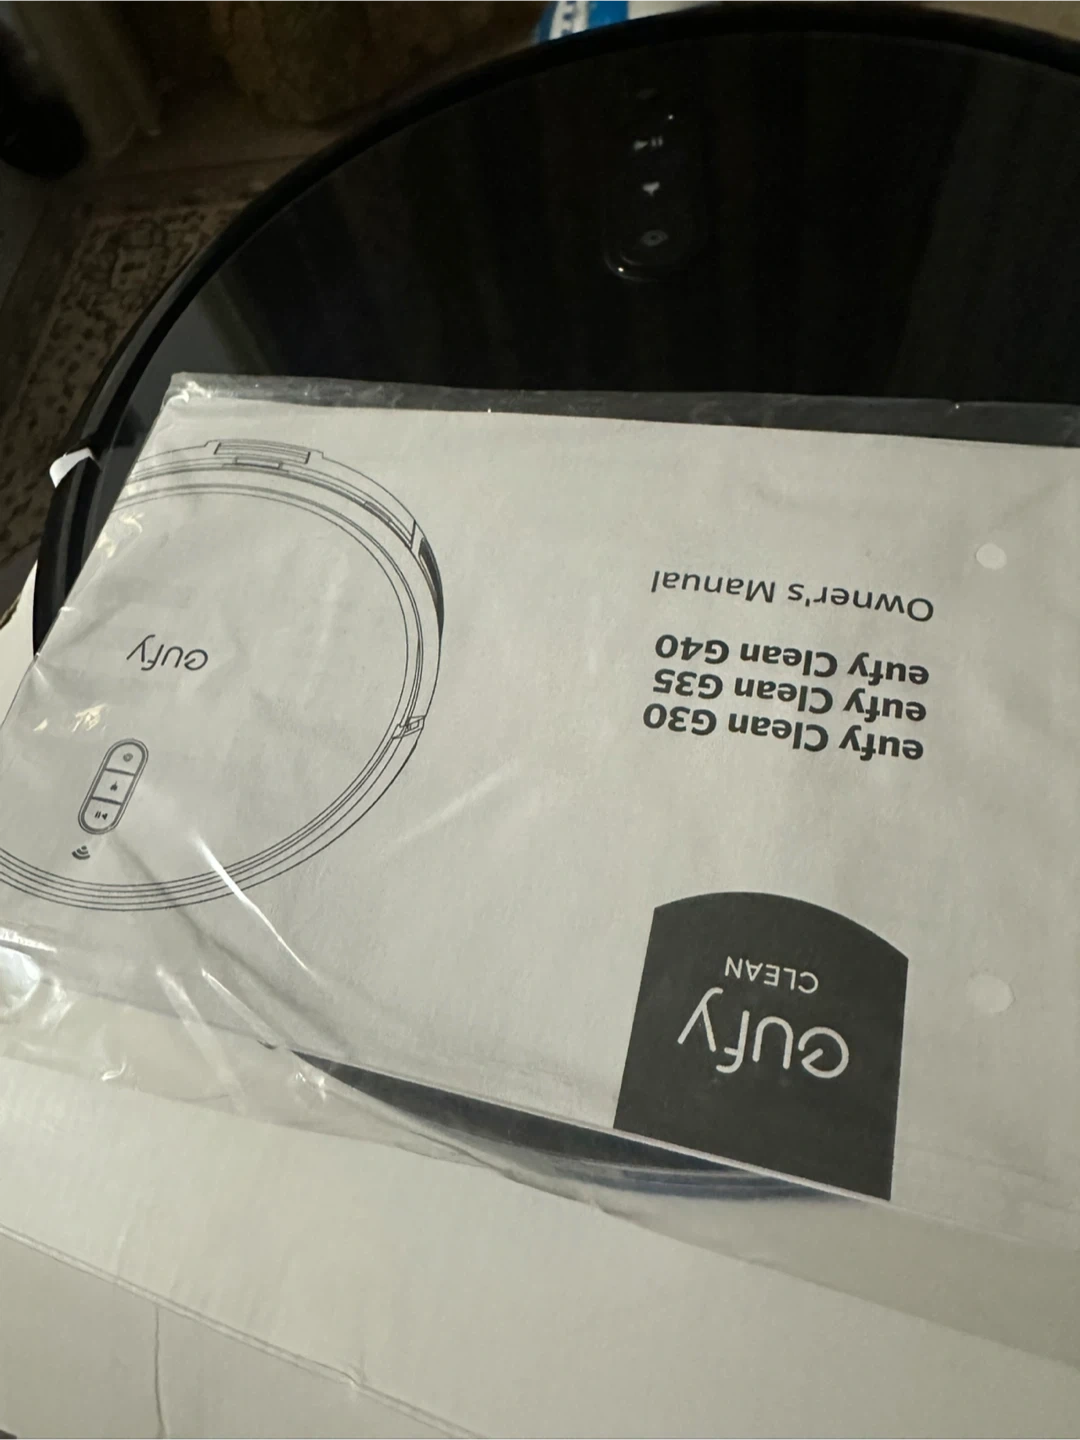 eufy
CLEAN
eufy Clean G30
eufy Clean G35
eufy Clean G40
Owner's Manual
eufy